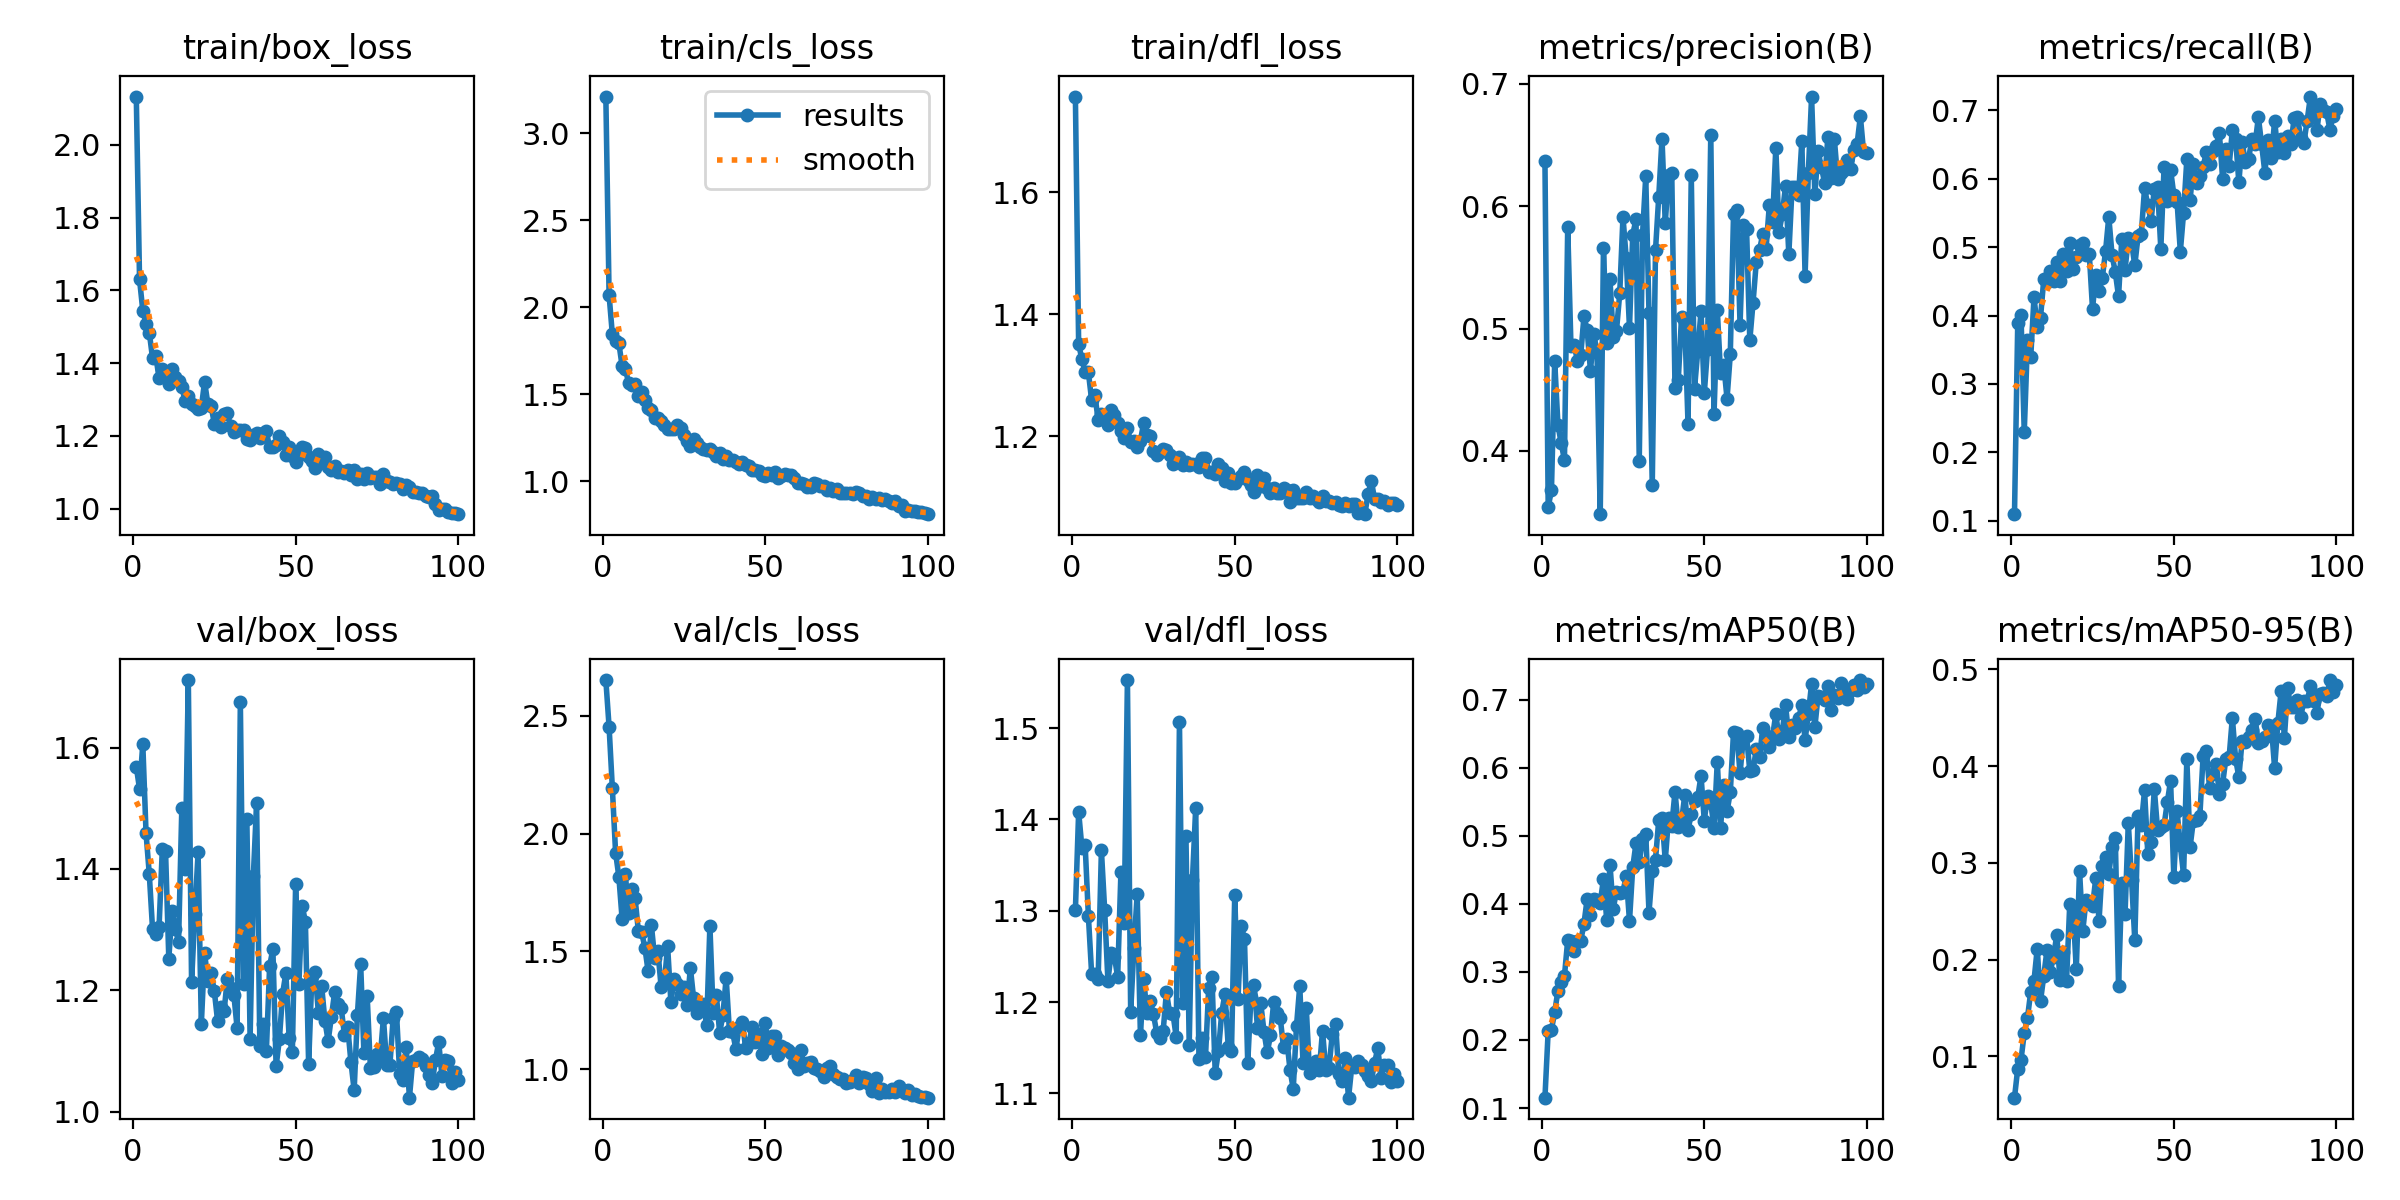 train/box_loss
2.0
1.8
1.6
1.4
1.2
1.0
0 50 100
train/cls_loss
results
smooth
3.0
2.5
2.0
1.5
1.0
0 50 100
train/dfl_loss
1.6
1.4
1.2
0 50 100
metrics/precision(B)
0.7
0.6
0.5
0.4
0 50 100
metrics/recall(B)
0.7
0.6
0.5
0.4
0.3
0.2
0.1
0 50 100
val/box_loss
1.6
1.4
1.2
1.0
0 50 100
val/cls_loss
2.5
2.0
1.5
1.0
0 50 100
val/dfl_loss
1.5
1.4
1.3
1.2
1.1
0 50 100
metrics/mAP50(B)
0.7
0.6
0.5
0.4
0.3
0.2
0.1
0 50 100
metrics/mAP50-95(B)
0.5
0.4
0.3
0.2
0.1
0 50 100